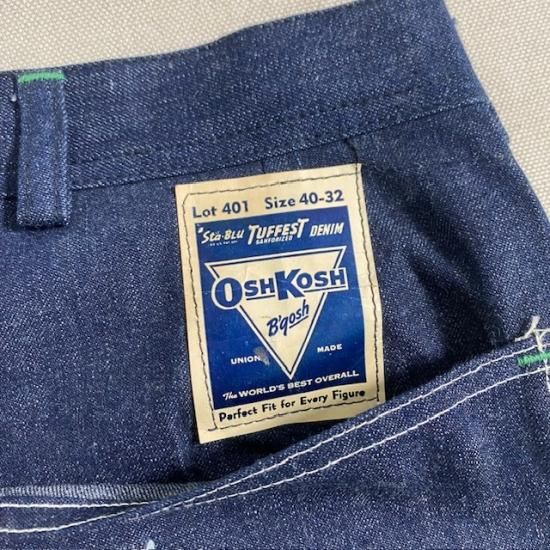 Lot 401 Size 40-32
"Sta-Blu TUFFEST DENIM
SANFORIZED
OSHKOSH
B'gosh
UNION MADE
The WORLD'S BEST OVERALL
Perfect Fit for Every Figure